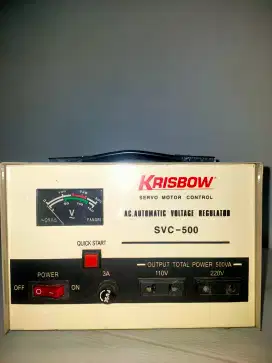 KRISBOW
SERVO MOTOR CONTROL
AC.AUTOMATIC VOLTAGE REGULATOR
SVC-500
V
QUICK START
OUTPUT TOTAL POWER 500VA
POWER
3A
110V
220V
OFF
ON